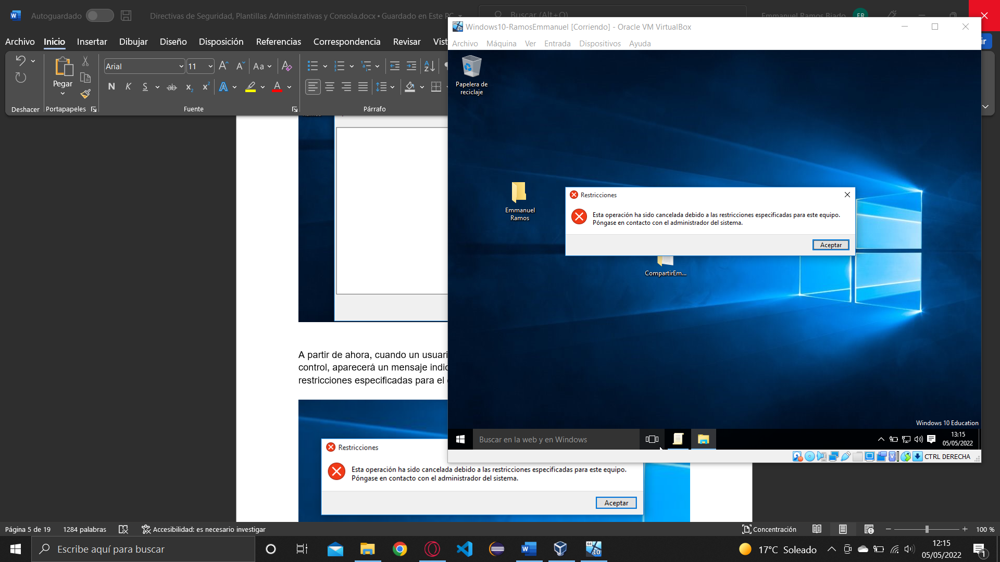 Autoguardado
Directivas de Seguridad, Plantillas Administrativas y Consola.docx • Guardado en Este PC
Buscar (Alt+Q)
Emmanuel Ramos Biado
ER
Archivo Inicio Insertar Dibujar Diseño Disposición Referencias Correspondencia Revisar Vist
ir
Arial 11
Pegar
Deshacer
Portapapeles
Fuente
Párrafo
A partir de ahora, cuando un usuari
control, aparecerá un mensaje indic
restricciones especificadas para el
Restricciones
Esta operación ha sido cancelada debido a las restricciones especificadas para este equipo.
Póngase en contacto con el administrador del sistema.
Aceptar
Windows10-RamosEmmanuel [Corriendo] - Oracle VM VirtualBox
Archivo Máquina Ver Entrada Dispositivos Ayuda
Papelera de
reciclaje
Emmanuel
Ramos
Restricciones
Esta operación ha sido cancelada debido a las restricciones especificadas para este equipo.
Póngase en contacto con el administrador del sistema.
Aceptar
CompartirEm...
Windows 10 Education
Buscar en la web y en Windows
13:15
05/05/2022
CTRL DERECHA
Página 5 de 19
1284 palabras
Accesibilidad: es necesario investigar
Concentración
100 %
Escribe aquí para buscar
17°C Soleado
12:15
05/05/2022
1